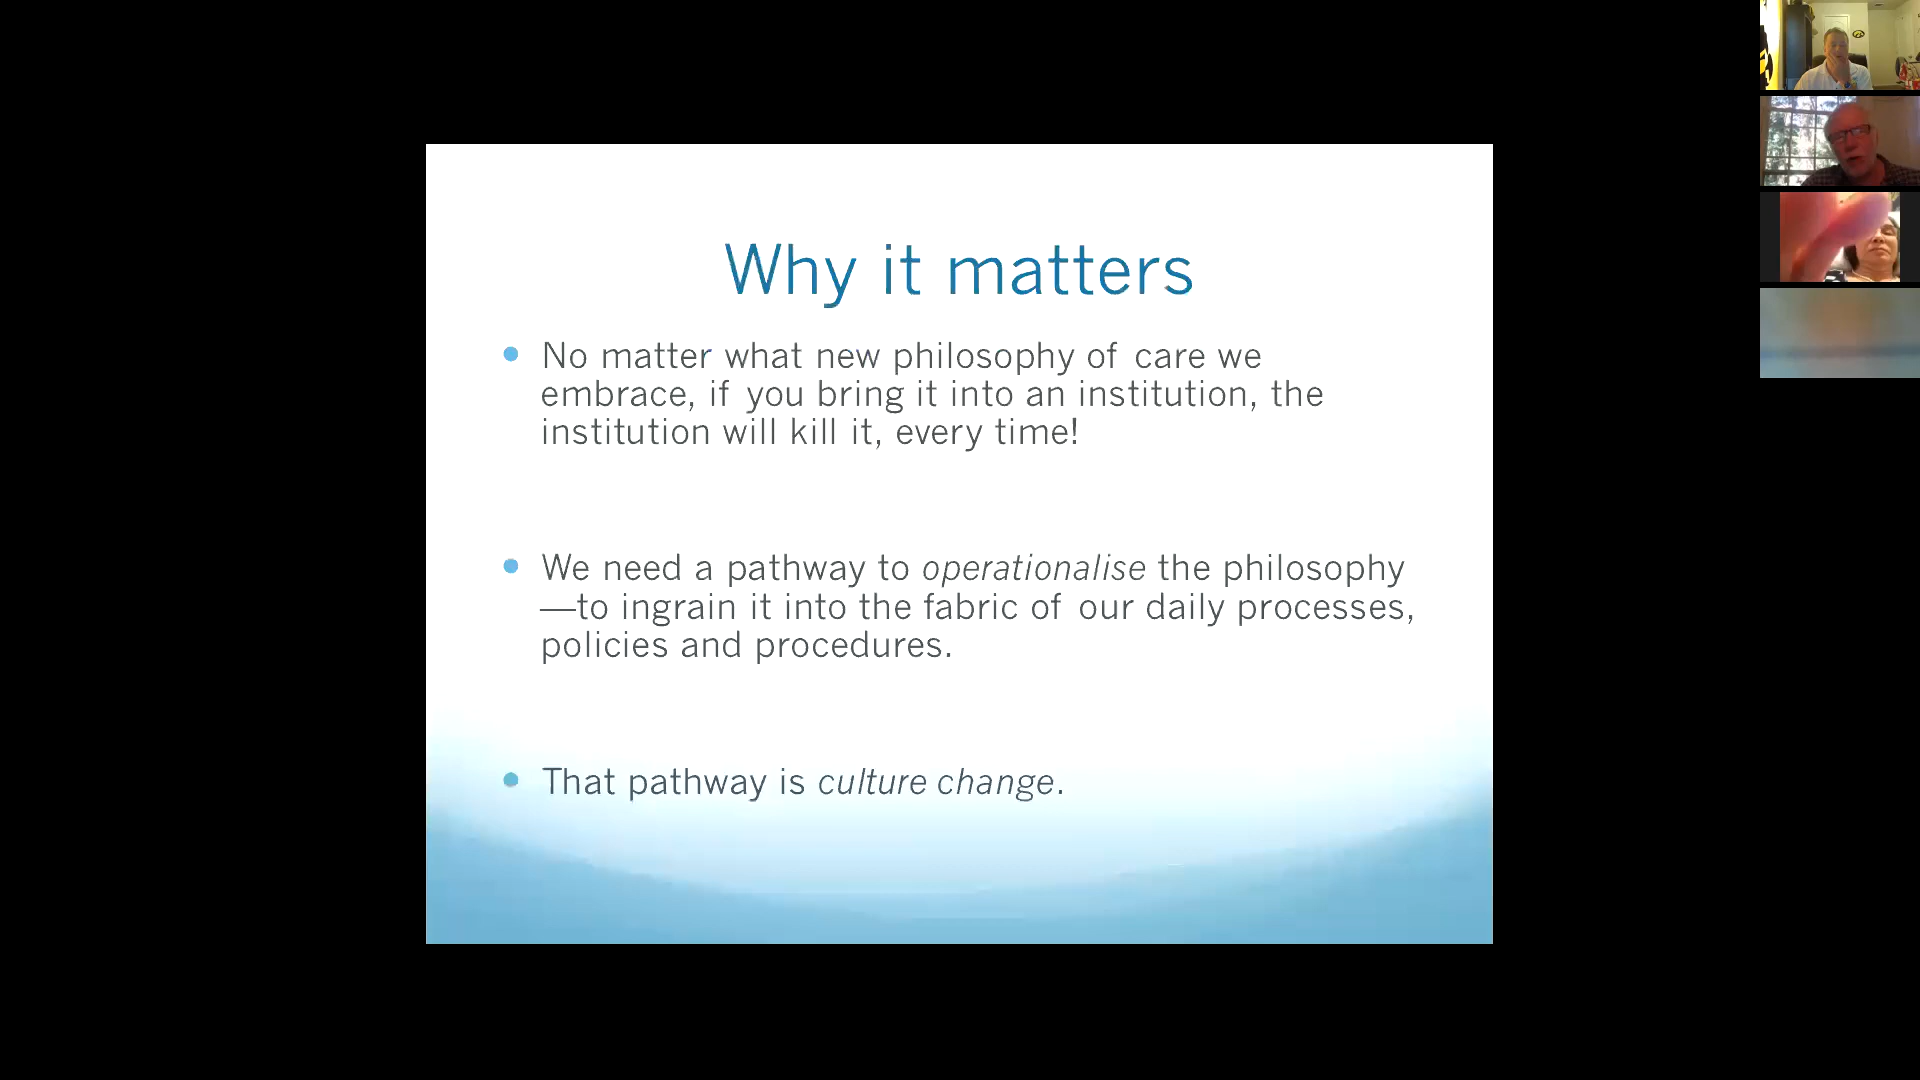 Why it matters
No matter what new philosophy of care we
embrace, if you bring it into an institution, the
institution will kill it, every time!
We need a pathway to operationalise the philosophy
—to ingrain it into the fabric of our daily processes,
policies and procedures.
That pathway is culture change.